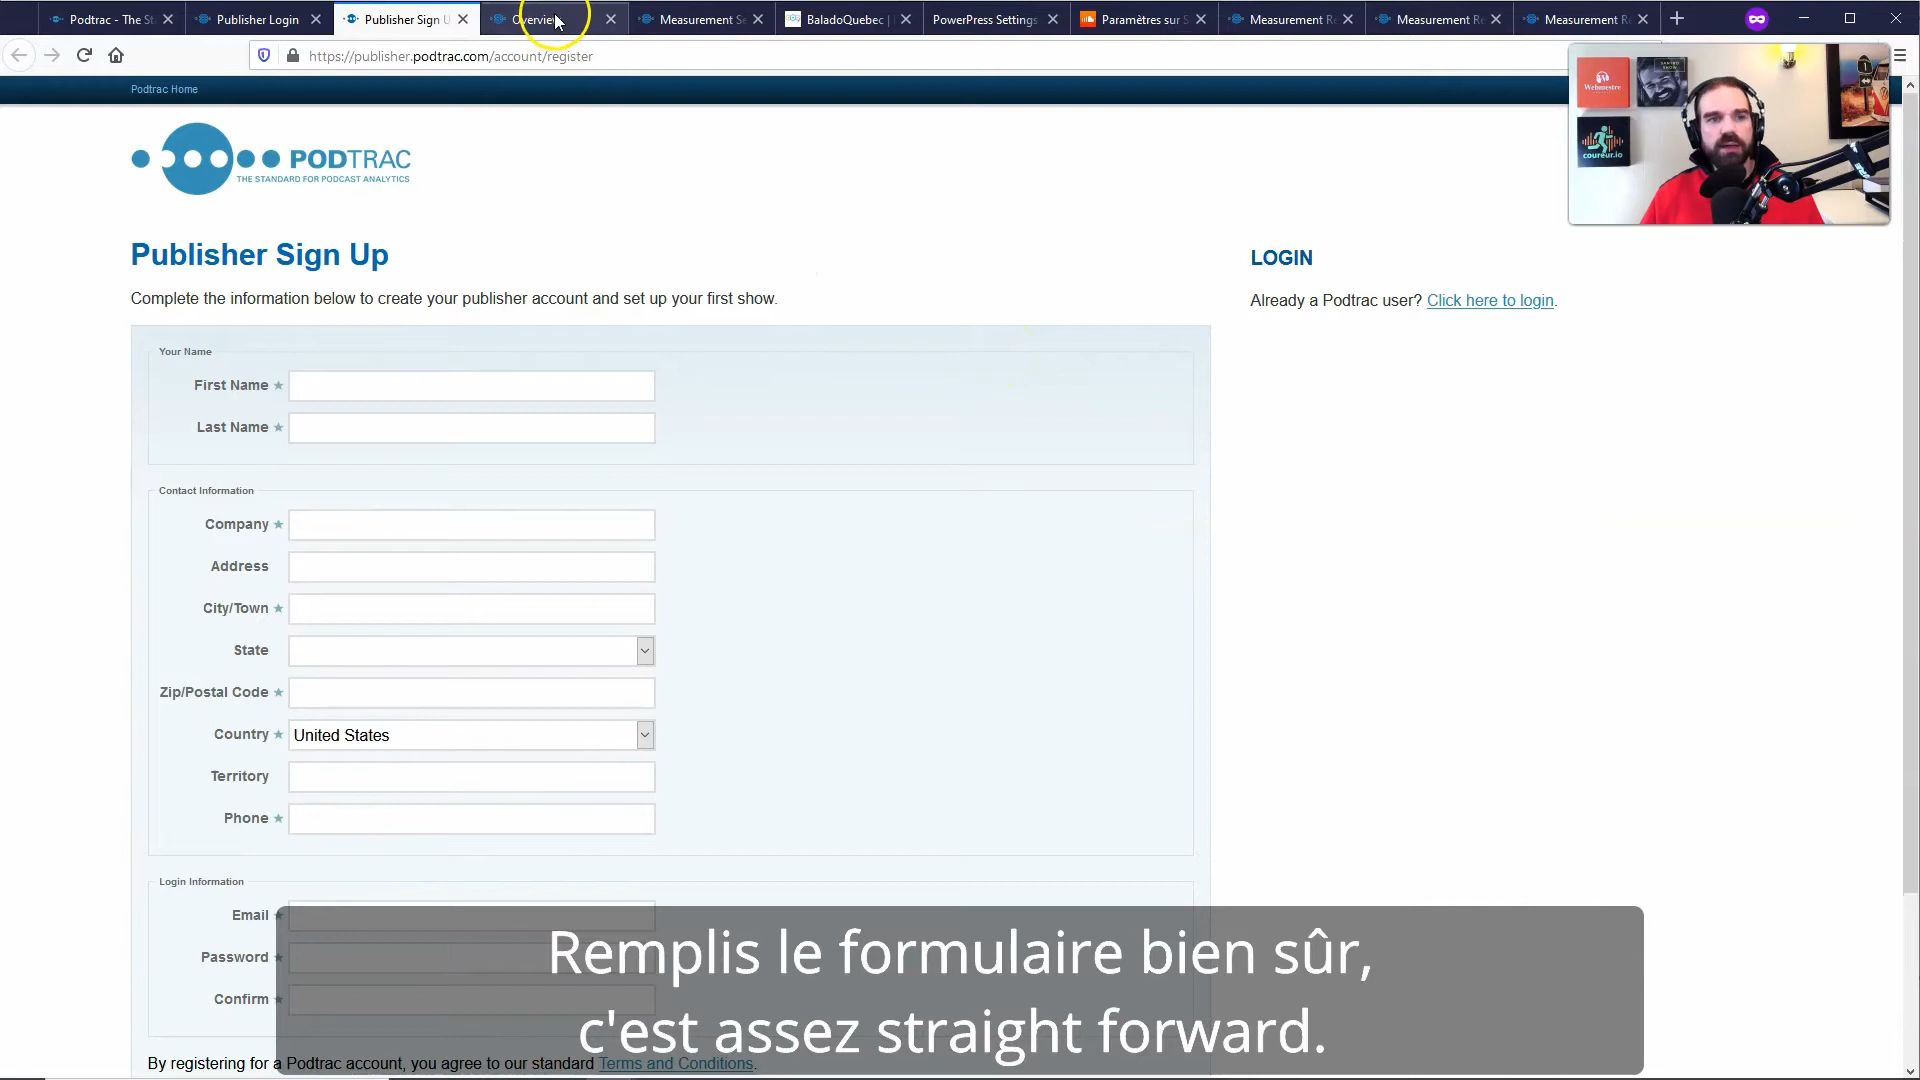 Podtrac - The St
Publisher Login
Publisher Sign U
Overview
Measurement Se
BaladoQuebec |
PowerPress Settings
Paramètres sur S
Measurement Re
Measurement Re
Measurement Re
https://publisher.podtrac.com/account/register
Podtrac Home
PODTRAC
THE STANDARD FOR PODCAST ANALYTICS
Webmestre
coureur.io
Publisher Sign Up
LOGIN
Complete the information below to create your publisher account and set up your first show.
Already a Podtrac user? Click here to login.
Your Name
First Name ★
Last Name ★
Contact Information
Company ★
Address
City/Town ★
State
Zip/Postal Code ★
Country ★ United States
Territory
Phone ★
Login Information
Email ★
Password ★
Confirm ★
Remplis le formulaire bien sûr,
c'est assez straight forward.
By registering for a Podtrac account, you agree to our standard Terms and Conditions.